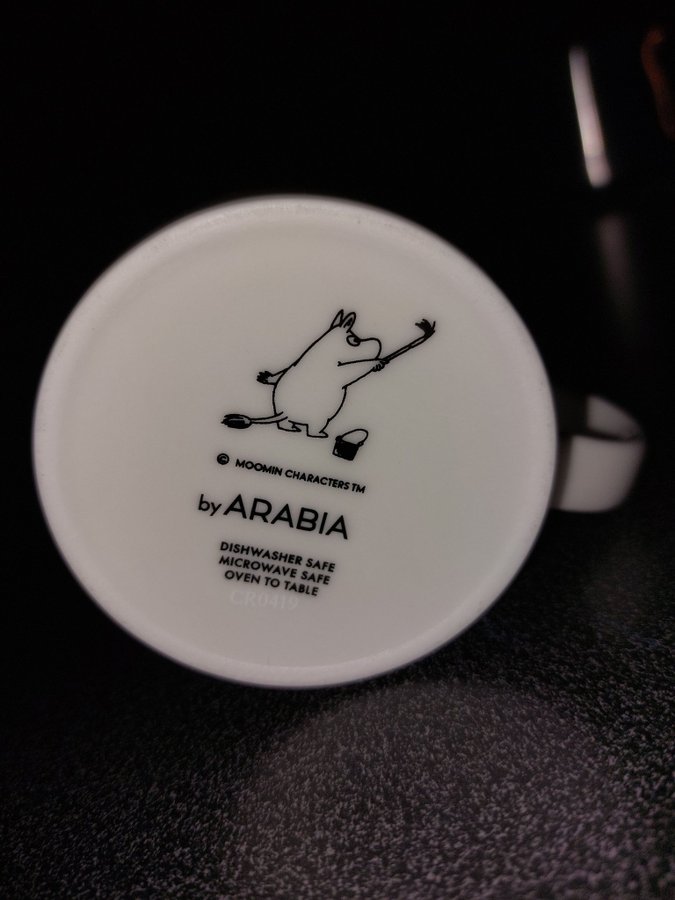 © MOOMIN CHARACTERS TM
by ARABIA
DISHWASHER SAFE
MICROWAVE SAFE
OVEN TO TABLE
CR0419